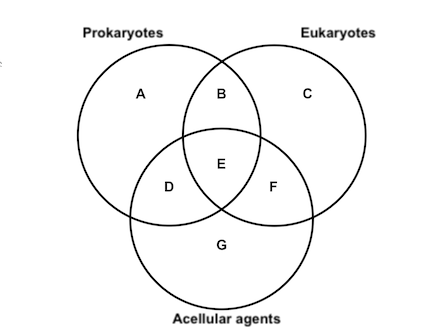 Prokaryotes Eukaryotes
A B C
E
D F
G
Acellular agents